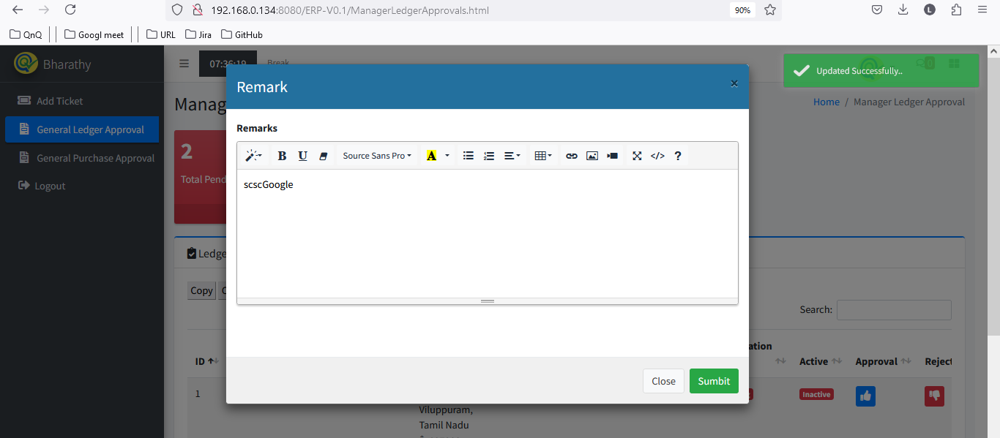 192.168.0.134:8080/ERP-V0.1/ManagerLedgerApprovals.html
90%
L
QnQ
Googl meet
URL
Jira
GitHub
Bharathy
07:36:19
Break
Updated Successfully..
Remark
×
Home / Manager Ledger Approval
Add Ticket
General Ledger Approval
General Purchase Approval
Logout
Manag
2
Total Pend
Remarks
B U Source Sans Pro A </> ?
scscGoogle
Ledge
Copy
Search:
ation
ID
Active
Approval
Reject
Close
Sumbit
1
Inactive
Viluppuram,
Tamil Nadu